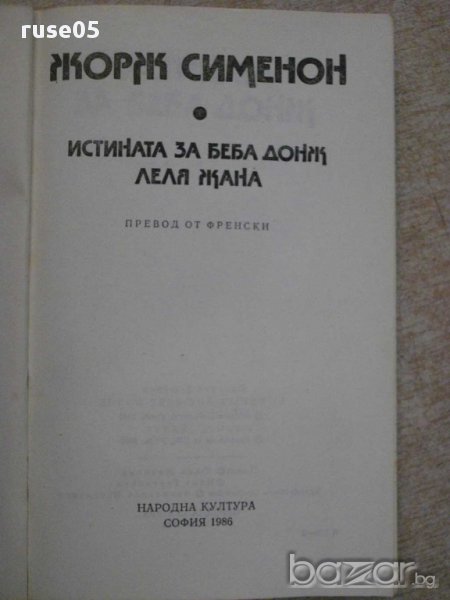 ruse05
ЖОРЖ СИМЕНОН
ИСТИНАТА ЗА БЕБА ДОНЖ
ЛЕЛЯ ЖАНА
ПРЕВОД ОТ ФРЕНСКИ
НАРОДНА КУЛТУРА
СОФИЯ 1986
bazar.bg